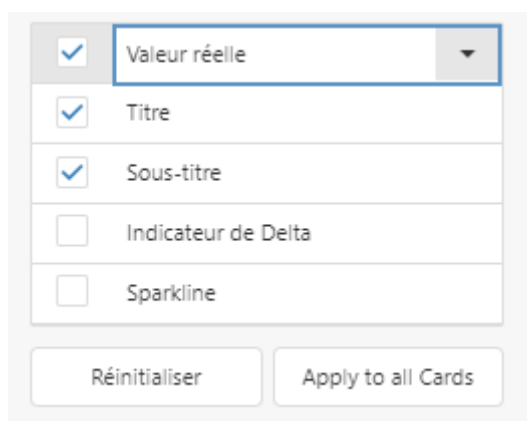 Valeur réelle
Titre
Sous-titre
Indicateur de Delta
Sparkline
Réinitialiser
Apply to all Cards